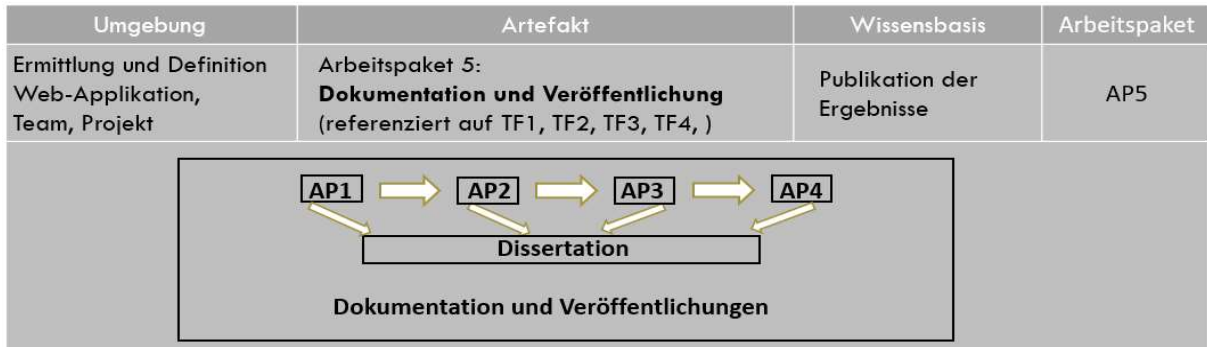 Umgebung
Artefakt
Wissensbasis
Arbeitspaket
Ermittlung und Definition
Web-Applikation,
Team, Projekt
Arbeitspaket 5:
Dokumentation und Veröffentlichung
(referenziert auf TF1, TF2, TF3, TF4, )
Publikation der
Ergebnisse
AP5
AP1
AP2
AP3
AP4
Dissertation
Dokumentation und Veröffentlichungen